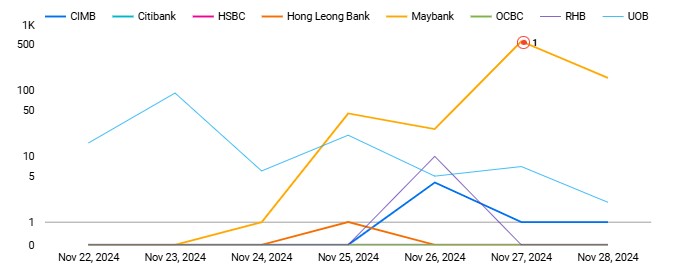 CIMB Citibank HSBC Hong Leong Bank Maybank OCBC RHB UOB
1K
500
1
100
50
10
5
1
0
Nov 22, 2024 Nov 23, 2024 Nov 24, 2024 Nov 25, 2024 Nov 26, 2024 Nov 27, 2024 Nov 28, 2024